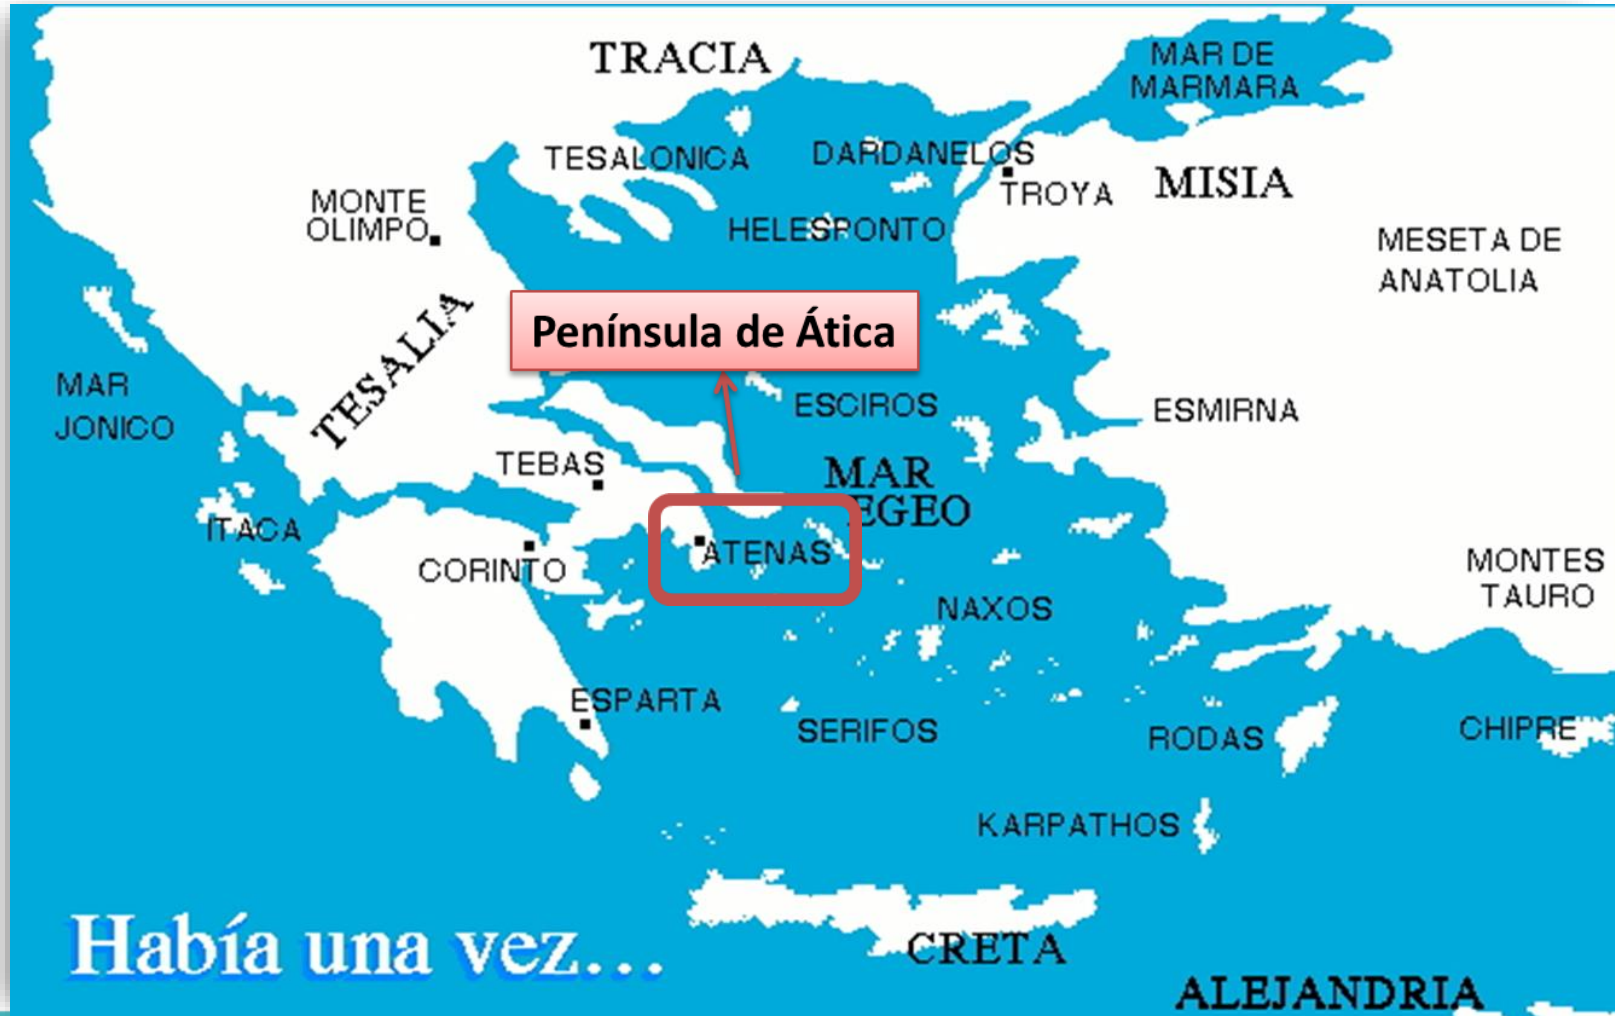 TRACIA
MAR DE
MARMARA
TESALONICA
DARDANELOS
TROYA
MISIA
MONTE
OLIMPO
HELESPONTO
MESETA DE
ANATOLIA
TESALIA
Península de Ática
MAR
JONICO
ESCIROS
ESMIRNA
TEBAS
MAR
EGEO
ITACA
CORINTO
ATENAS
MONTES
TAURO
NAXOS
ESPARTA
SERIFOS
RODAS
CHIPRE
KARPATHOS
Había una vez...
CRETA
ALEJANDRIA